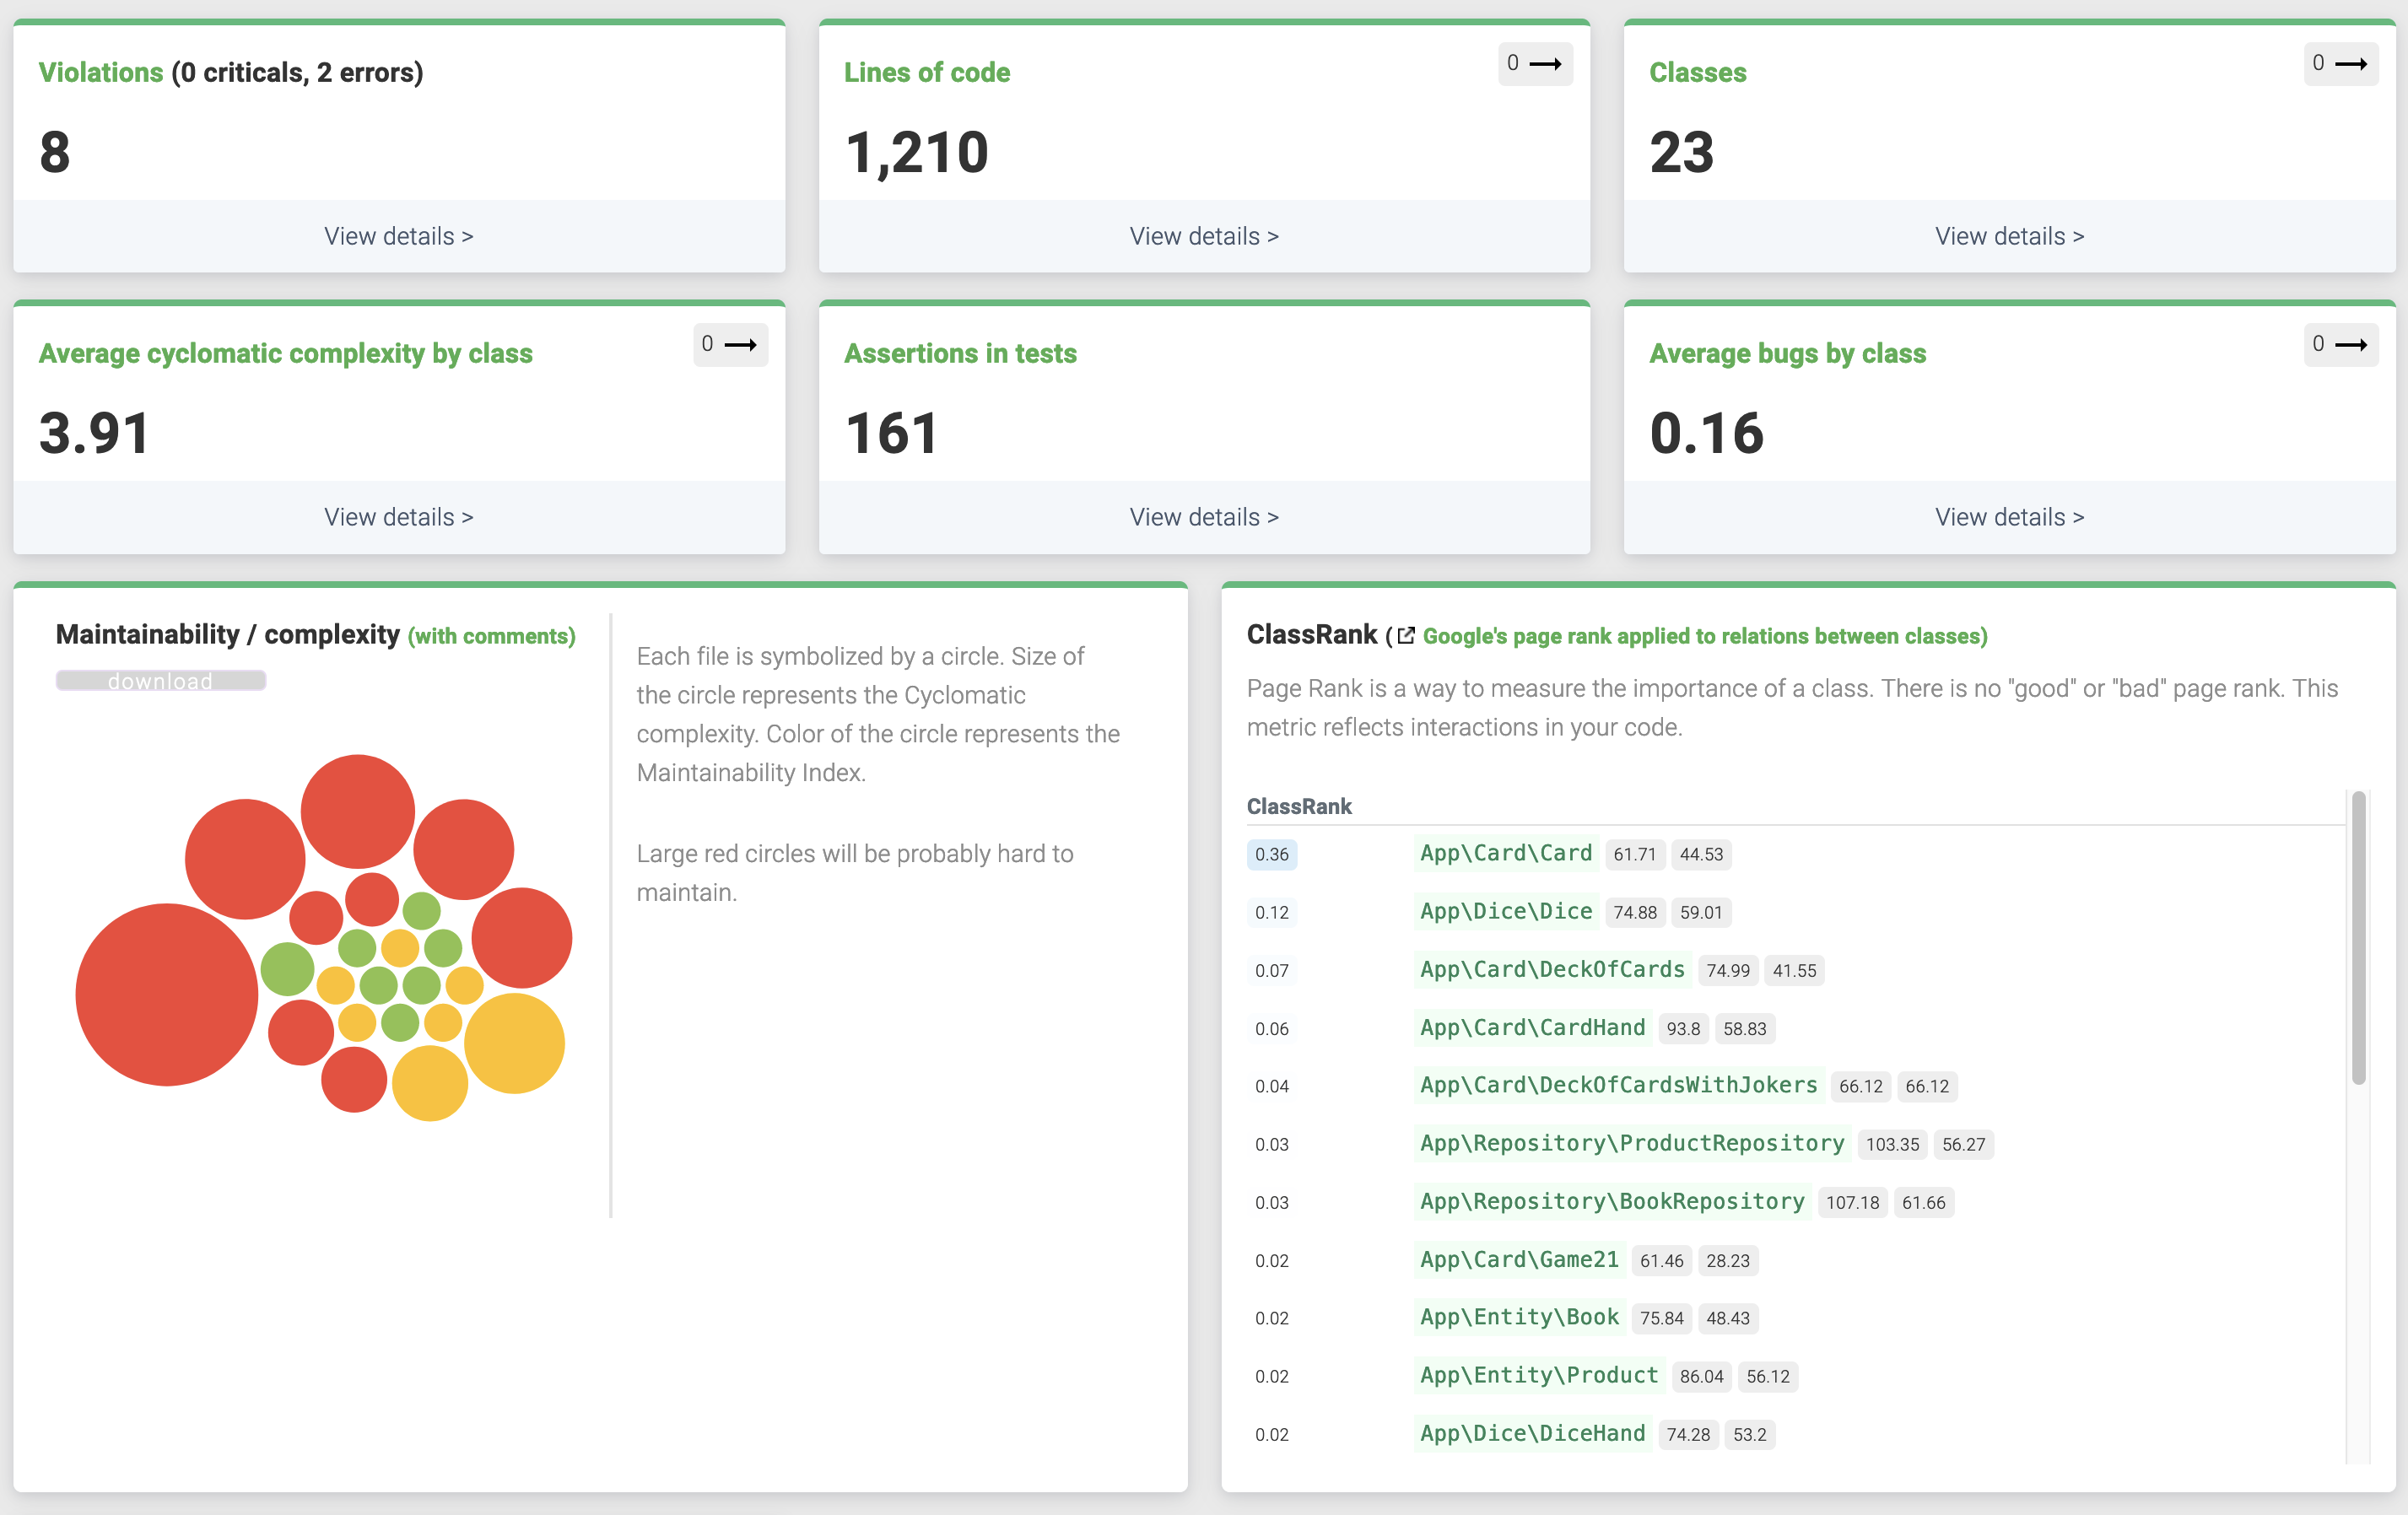 Violations (0 criticals, 2 errors)
8
View details >
Lines of code
0 →
1,210
View details >
Classes
0 →
23
View details >
Average cyclomatic complexity by class
0 →
3.91
View details >
Assertions in tests
161
View details >
Average bugs by class
0 →
0.16
View details >
Maintainability / complexity (with comments)
download
Each file is symbolized by a circle. Size of
the circle represents the Cyclomatic
complexity. Color of the circle represents the
Maintainability Index.
Large red circles will be probably hard to
maintain.
ClassRank (Google's page rank applied to relations between classes)
Page Rank is a way to measure the importance of a class. There is no "good" or "bad" page rank. This
metric reflects interactions in your code.
ClassRank
0.36 App\Card\Card 61.71 44.53
0.12 App\Dice\Dice 74.88 59.01
0.07 App\Card\DeckOfCards 74.99 41.55
0.06 App\Card\CardHand 93.8 58.83
0.04 App\Card\DeckOfCardsWithJokers 66.12 66.12
0.03 App\Repository\ProductRepository 103.35 56.27
0.03 App\Repository\BookRepository 107.18 61.66
0.02 App\Card\Game21 61.46 28.23
0.02 App\Entity\Book 75.84 48.43
0.02 App\Entity\Product 86.04 56.12
0.02 App\Dice\DiceHand 74.28 53.2